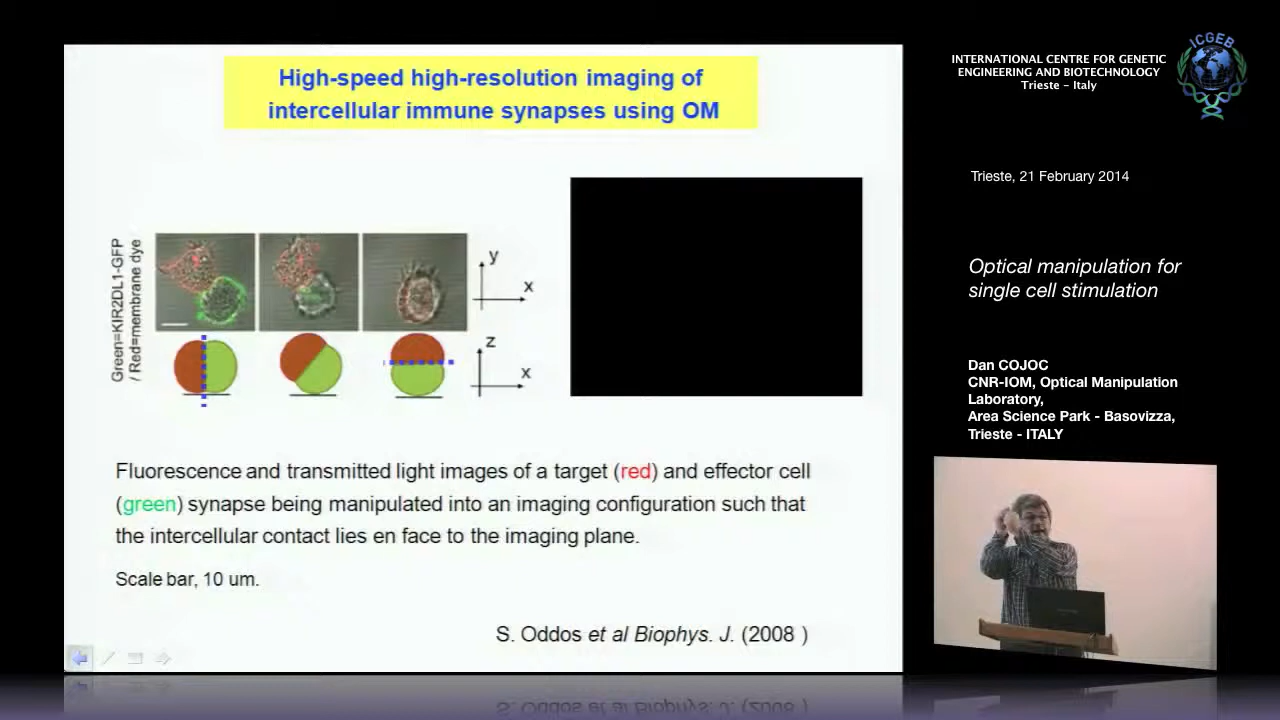 High-speed high-resolution imaging of
intercellular immune synapses using OM
Green=KIR2DL1-GFP
/ Red=membrane dye
y
x
z
x
Fluorescence and transmitted light images of a target (red) and effector cell
(green) synapse being manipulated into an imaging configuration such that
the intercellular contact lies en face to the imaging plane.
Scale bar, 10 um.
S. Oddos et al Biophys. J. (2008 )
INTERNATIONAL CENTRE FOR GENETIC
ENGINEERING AND BIOTECHNOLOGY
Trieste - Italy
ICGEB
Trieste, 21 February 2014
Optical manipulation for
single cell stimulation
Dan COJOC
CNR-IOM, Optical Manipulation
Laboratory,
Area Science Park - Basovizza,
Trieste - ITALY